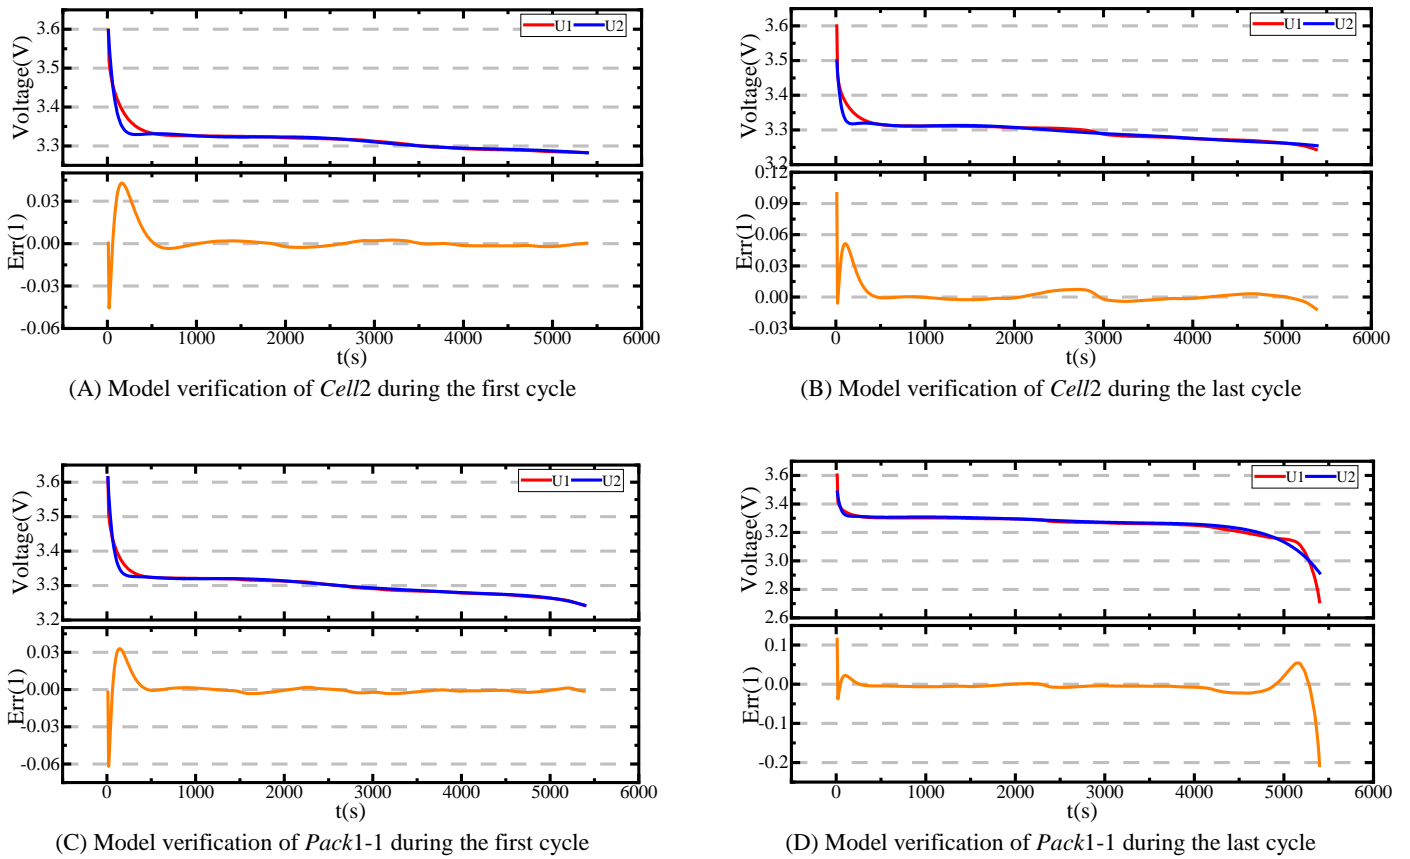 U1 U2
Voltage(V)
3.6
3.5
3.4
3.3
Err(1)
0.03
0.00
-0.03
-0.06
0 1000 2000 3000 4000 5000 6000
t(s)
(A) Model verification of Cell2 during the first cycle
U1 U2
Voltage(V)
3.6
3.5
3.4
3.3
3.2
Err(1)
0.12
0.09
0.06
0.03
0.00
-0.03
0 1000 2000 3000 4000 5000 6000
t(s)
(B) Model verification of Cell2 during the last cycle
U1 U2
Voltage(V)
3.6
3.5
3.4
3.3
3.2
Err(1)
0.03
0.00
-0.03
-0.06
0 1000 2000 3000 4000 5000 6000
t(s)
(C) Model verification of Pack1-1 during the first cycle
U1 U2
Voltage(V)
3.6
3.4
3.2
3.0
2.8
2.6
Err(1)
0.1
0.0
-0.1
-0.2
0 1000 2000 3000 4000 5000 6000
t(s)
(D) Model verification of Pack1-1 during the last cycle